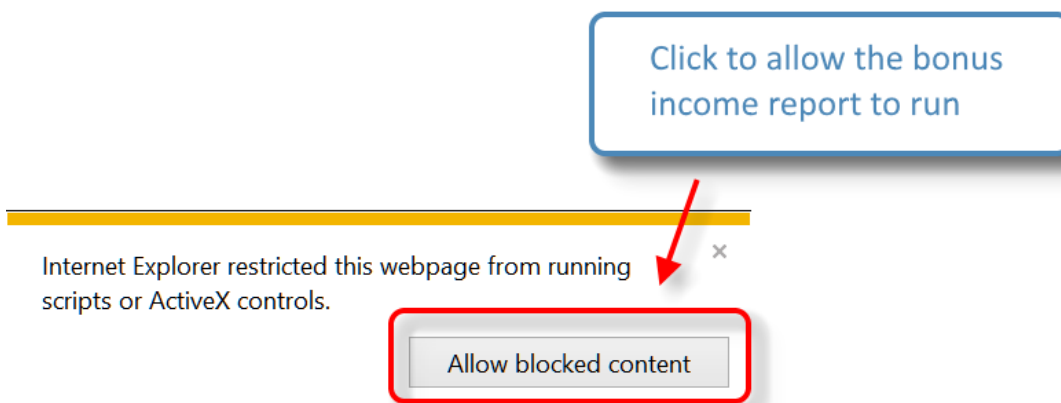 Click to allow the bonus
income report to run
Internet Explorer restricted this webpage from running
scripts or ActiveX controls.
Allow blocked content